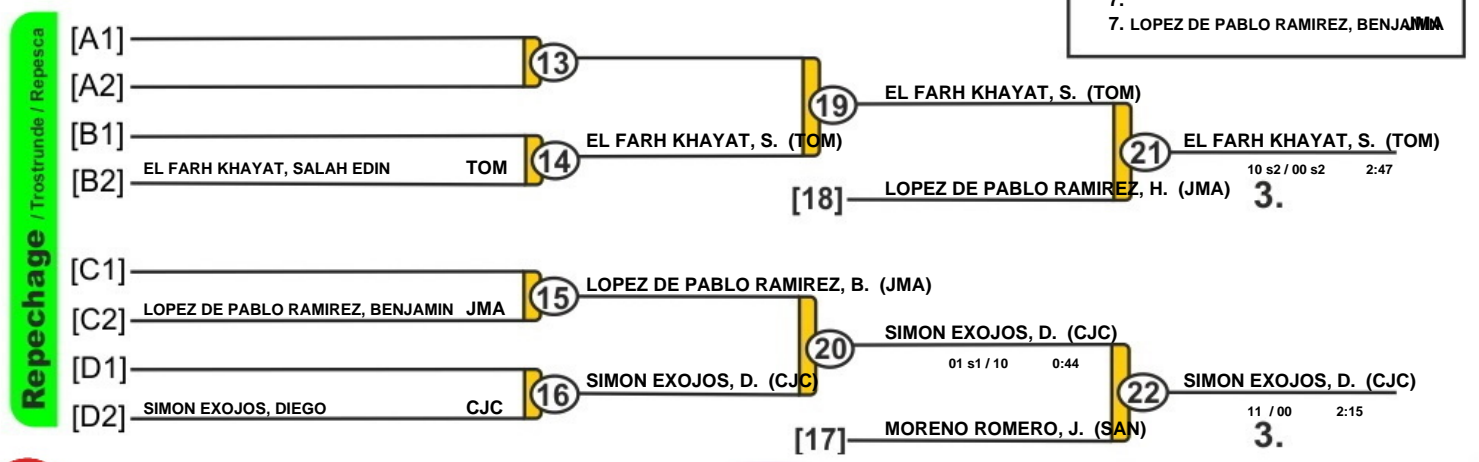 7.
7. LOPEZ DE PABLO RAMIREZ, BENJAMIN JMA
Repechage / Trostrunde / Repesca
[A1]
13
[A2]
19
EL FARH KHAYAT, S. (TOM)
[B1]
EL FARH KHAYAT, S. (TOM)
21
EL FARH KHAYAT, S. (TOM)
EL FARH KHAYAT, SALAH EDIN TOM
14
10 s2 / 00 s2 2:47
[B2]
[18]
LOPEZ DE PABLO RAMIREZ, H. (JMA)
3.
[C1]
LOPEZ DE PABLO RAMIREZ, B. (JMA)
15
LOPEZ DE PABLO RAMIREZ, BENJAMIN JMA
[C2]
SIMON EXOJOS, D. (CJC)
20
01 s1 / 10 0:44
[D1]
SIMON EXOJOS, D. (CJC)
16
22
SIMON EXOJOS, D. (CJC)
SIMON EXOJOS, DIEGO CJC
[D2]
11 / 00 2:15
[17]
MORENO ROMERO, J. (SAN)
3.